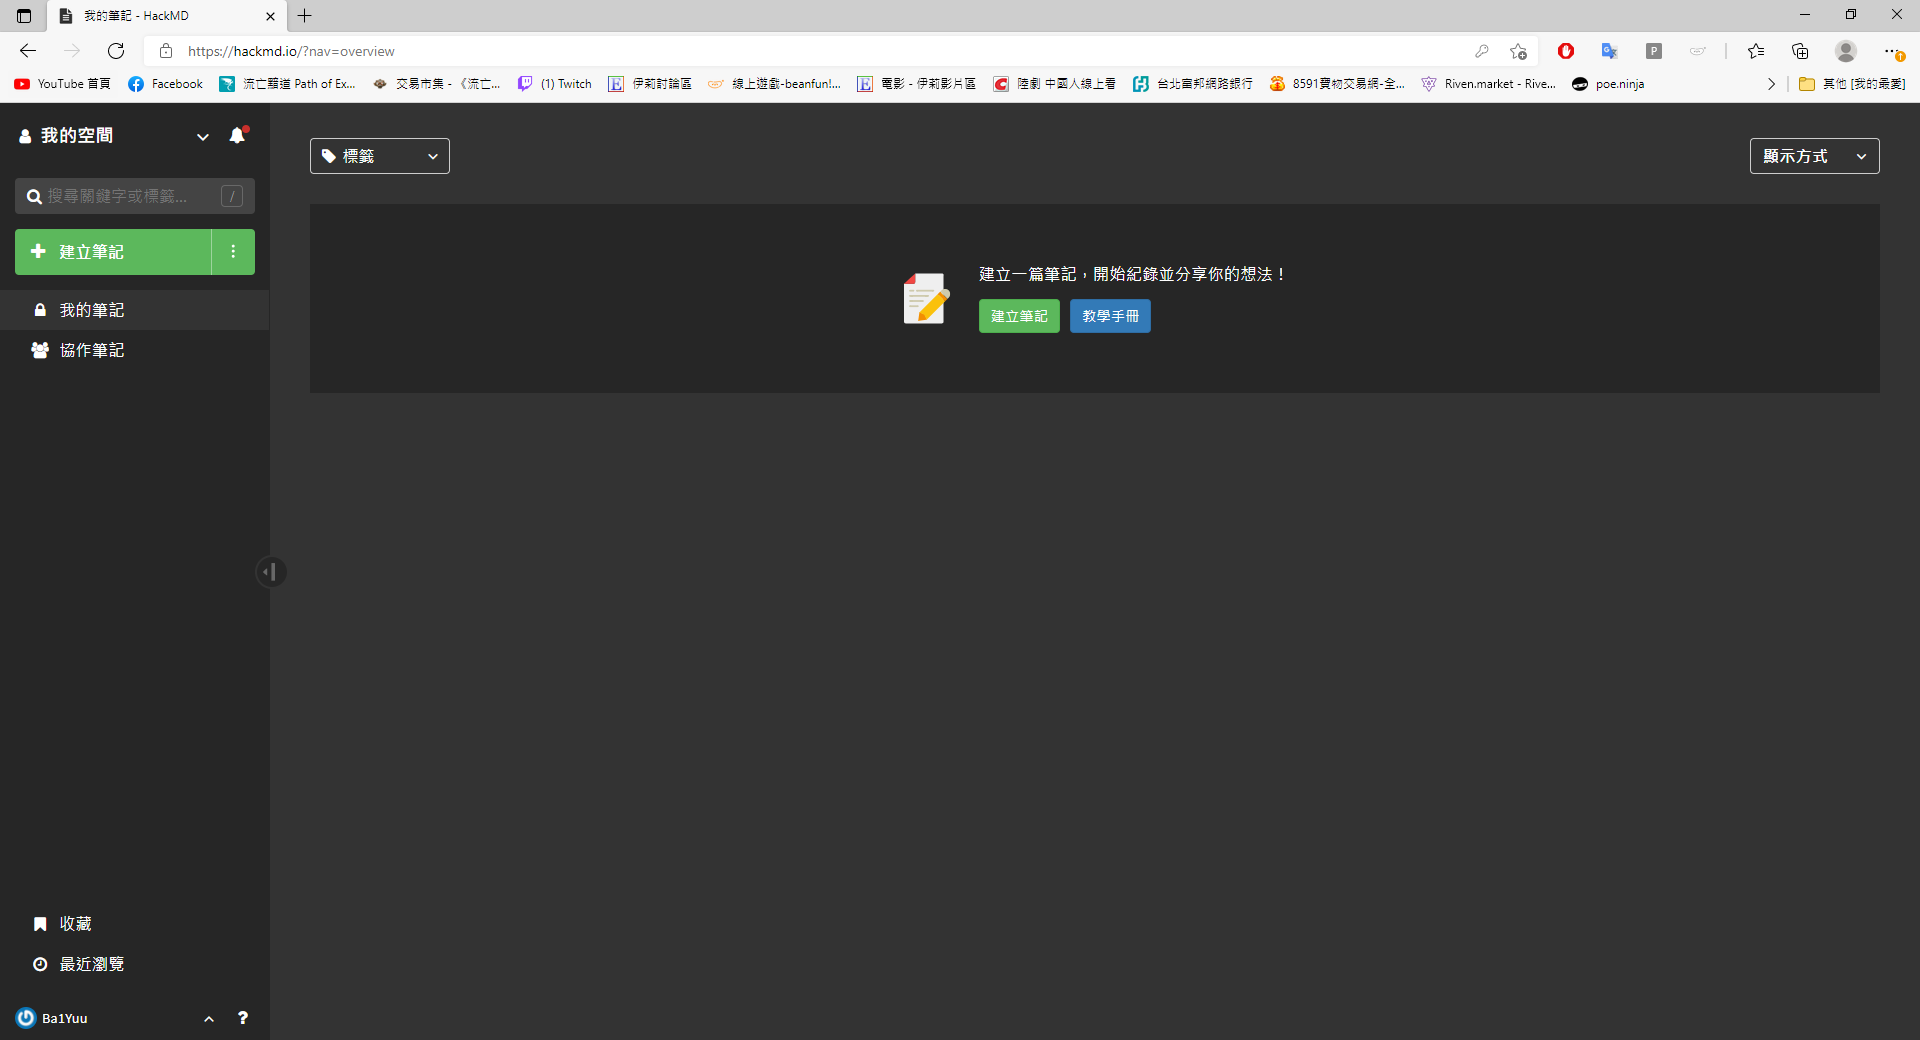 我的筆記 - HackMD
https://hackmd.io/?nav=overview
YouTube 首頁 Facebook 流亡黯道 Path of Ex... 交易市集 - 《流亡... (1) Twitch 伊莉討論區 線上遊戲-beanfun!... 電影 - 伊莉影片區 陸劇 中國人線上看 台北富邦網路銀行 8591寶物交易網-全... Riven.market - Rive... poe.ninja 其他 [我的最愛]
我的空間
標籤
顯示方式
搜尋關鍵字或標籤... /
建立筆記
我的筆記
協作筆記
建立一篇筆記，開始紀錄並分享你的想法！
建立筆記 教學手冊
收藏
最近瀏覽
Ba1Yuu ?